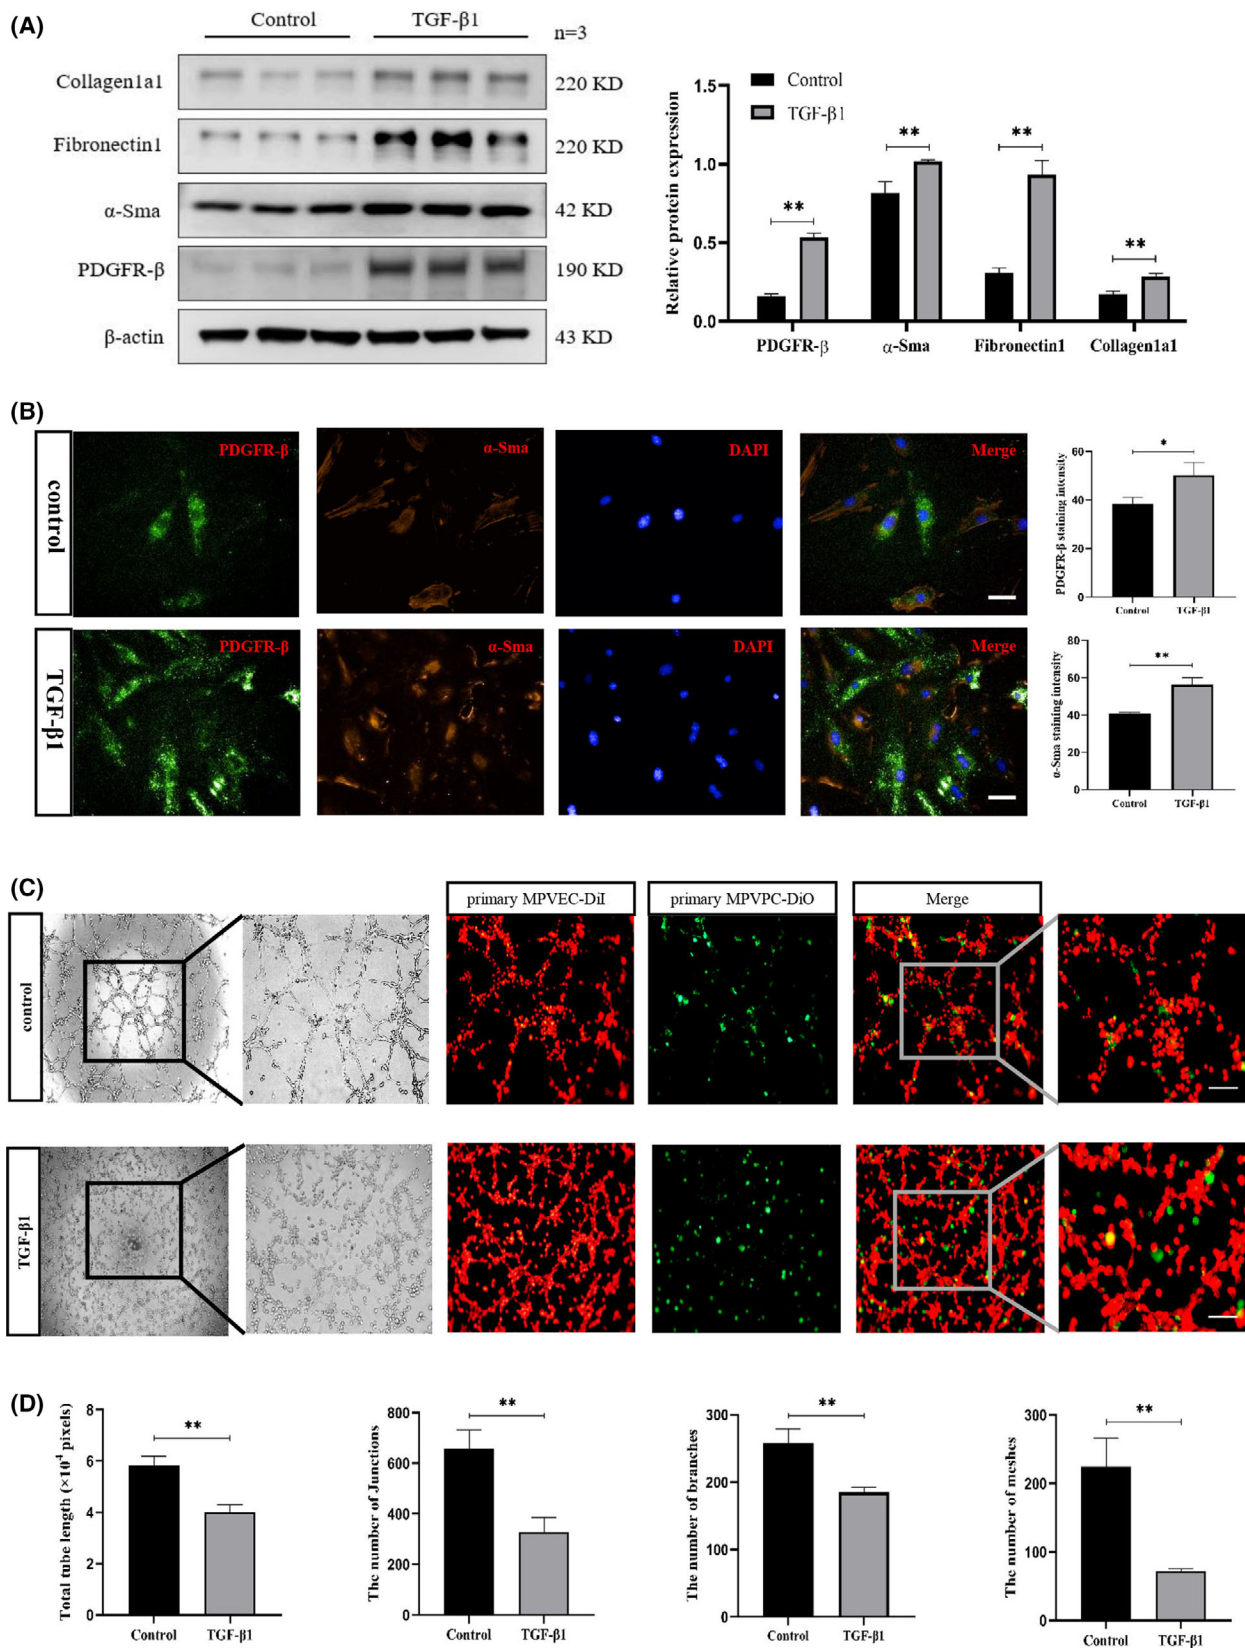 (A)
Control TGF-β1 n=3
Collagen1a1 220 KD
Fibronectin1 220 KD
α-Sma 42 KD
PDGFR-β 190 KD
β-actin 43 KD
Relative protein expression
1.5
1.0
0.5
0.0
Control
TGF-β1
** ** ** **
PDGFR-β α-Sma Fibronectin1 Collagen1a1
(B)
control
PDGFR-β α-Sma DAPI Merge
PDGFR-β staining intensity
60
40
20
0
*
Control TGF-β1
TGF-β1
PDGFR-β α-Sma DAPI Merge
α-Sma staining intensity
80
60
40
20
0
**
Control TGF-β1
(C)
primary MPVEC-DiI primary MPVPC-DiO Merge
control
TGF-β1
(D)
Total tube length (×10⁴ pixels)
8
6
4
2
0
**
Control TGF-β1
The number of Junctions
800
600
400
200
0
**
Control TGF-β1
The number of branches
300
200
100
0
**
Control TGF-β1
The number of meshes
300
200
100
0
**
Control TGF-β1